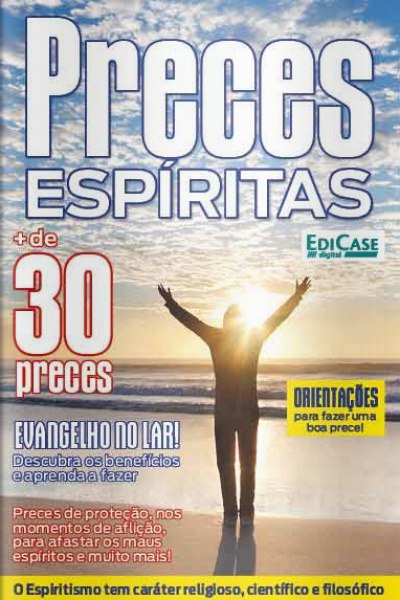 Preces
ESPÍRITAS
+ de
30
preces
EDICASE
digital
ORIENTAÇÕES
para fazer uma
boa prece!
EVANGELHO NO LAR!
Descubra os benefícios
e aprenda a fazer
Preces de proteção, nos
momentos de aflição,
para afastar os maus
espíritos e muito mais!
O Espiritismo tem caráter religioso, científico e filosófico